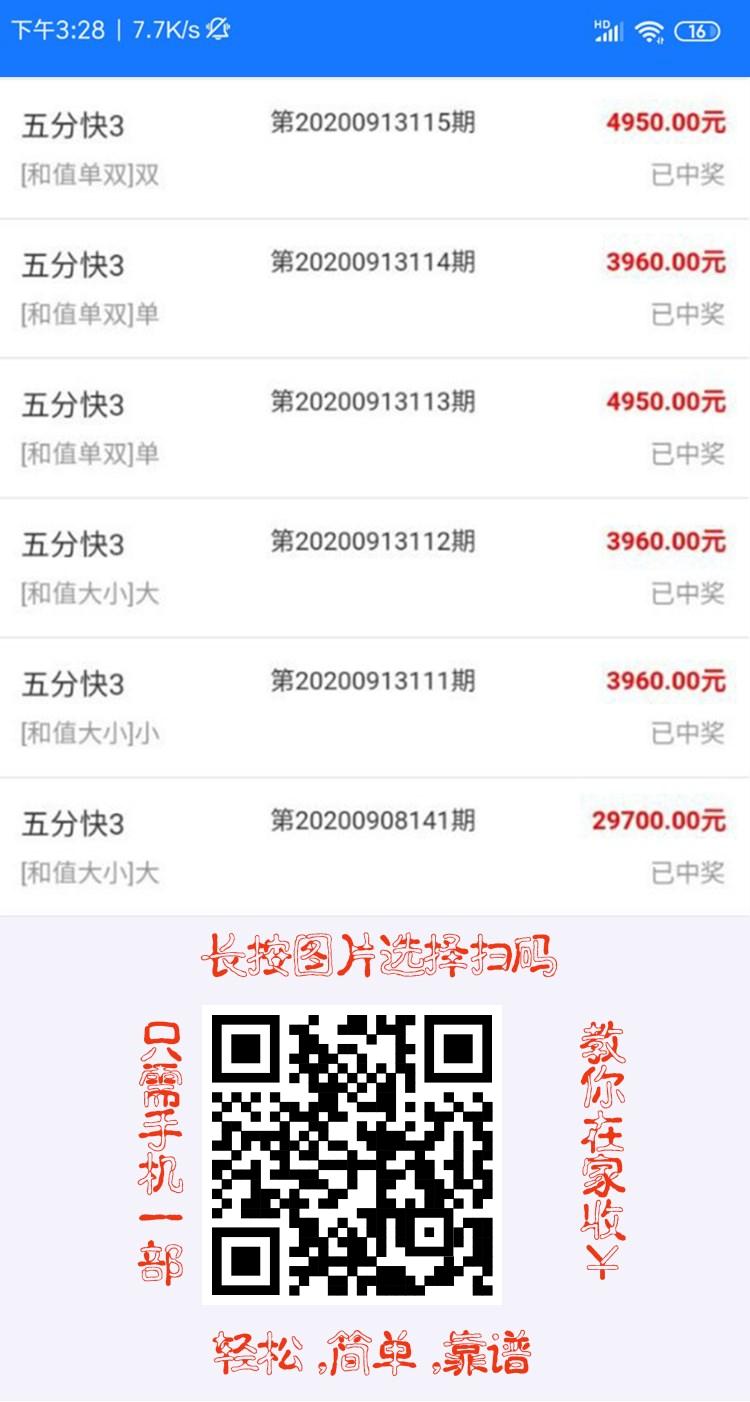 下午3:28 | 7.7K/s HD 16
五分快3 第20200913115期 4950.00元
[和值单双]双 已中奖
五分快3 第20200913114期 3960.00元
[和值单双]单 已中奖
五分快3 第20200913113期 4950.00元
[和值单双]单 已中奖
五分快3 第20200913112期 3960.00元
[和值大小]大 已中奖
五分快3 第20200913111期 3960.00元
[和值大小]小 已中奖
五分快3 第20200908141期 29700.00元
[和值大小]大 已中奖
长按图片选择扫码
只需手机一部
教你在家收
轻松,简单,靠谱